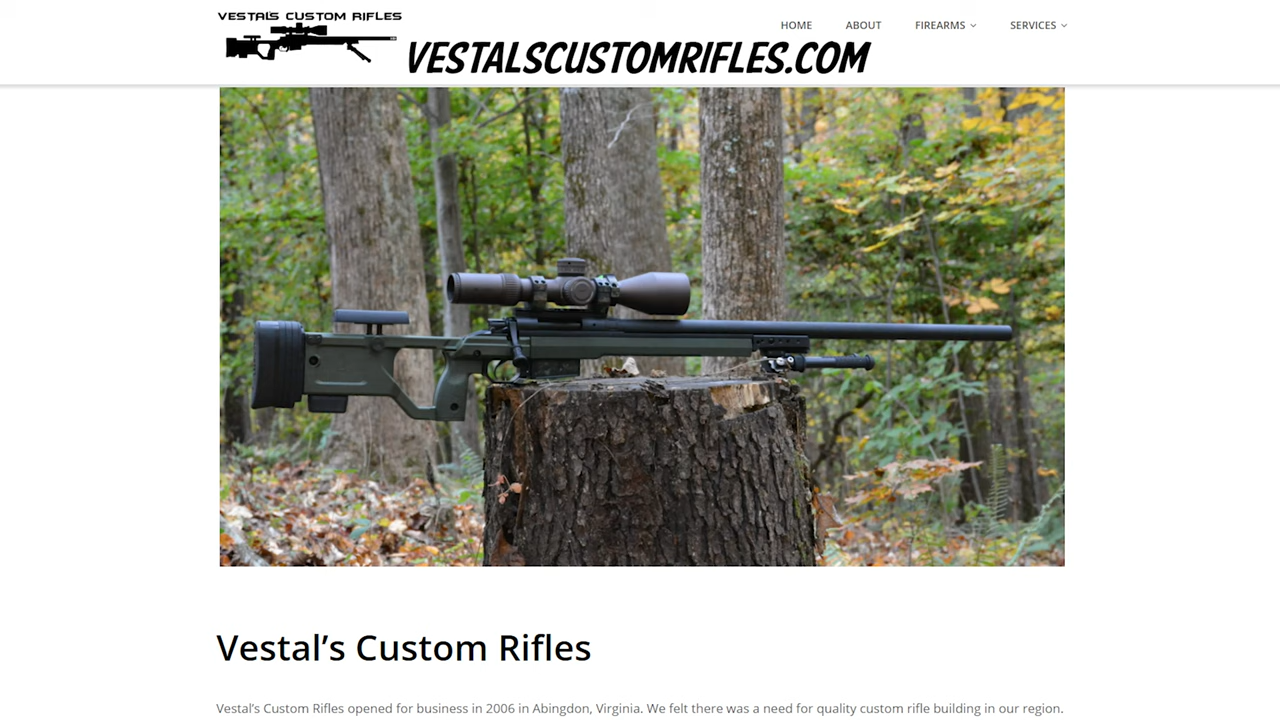 VESTAL'S CUSTOM RIFLES
HOME ABOUT FIREARMS SERVICES
VESTALSCUSTOMRIFLES.COM
Vestal’s Custom Rifles
Vestal’s Custom Rifles opened for business in 2006 in Abingdon, Virginia. We felt there was a need for quality custom rifle building in our region.